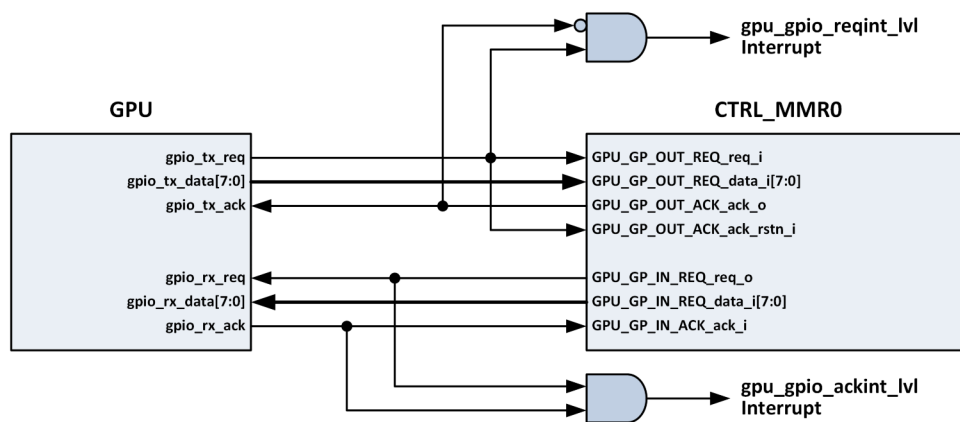 gpu_gpio_reqint_lvl
Interrupt
GPU
CTRL_MMR0
gpio_tx_req
GPU_GP_OUT_REQ_req_i
gpio_tx_data[7:0]
GPU_GP_OUT_REQ_data_i[7:0]
gpio_tx_ack
GPU_GP_OUT_ACK_ack_o
GPU_GP_OUT_ACK_ack_rstn_i
gpio_rx_req
GPU_GP_IN_REQ_req_o
gpio_rx_data[7:0]
GPU_GP_IN_REQ_data_i[7:0]
gpio_rx_ack
GPU_GP_IN_ACK_ack_i
gpu_gpio_ackint_lvl
Interrupt